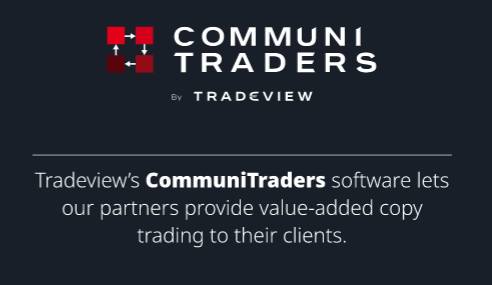 COMMUNI
TRADERS
By TRADEVIEW
Tradeview's CommuniTraders software lets
our partners provide value-added copy
trading to their clients.